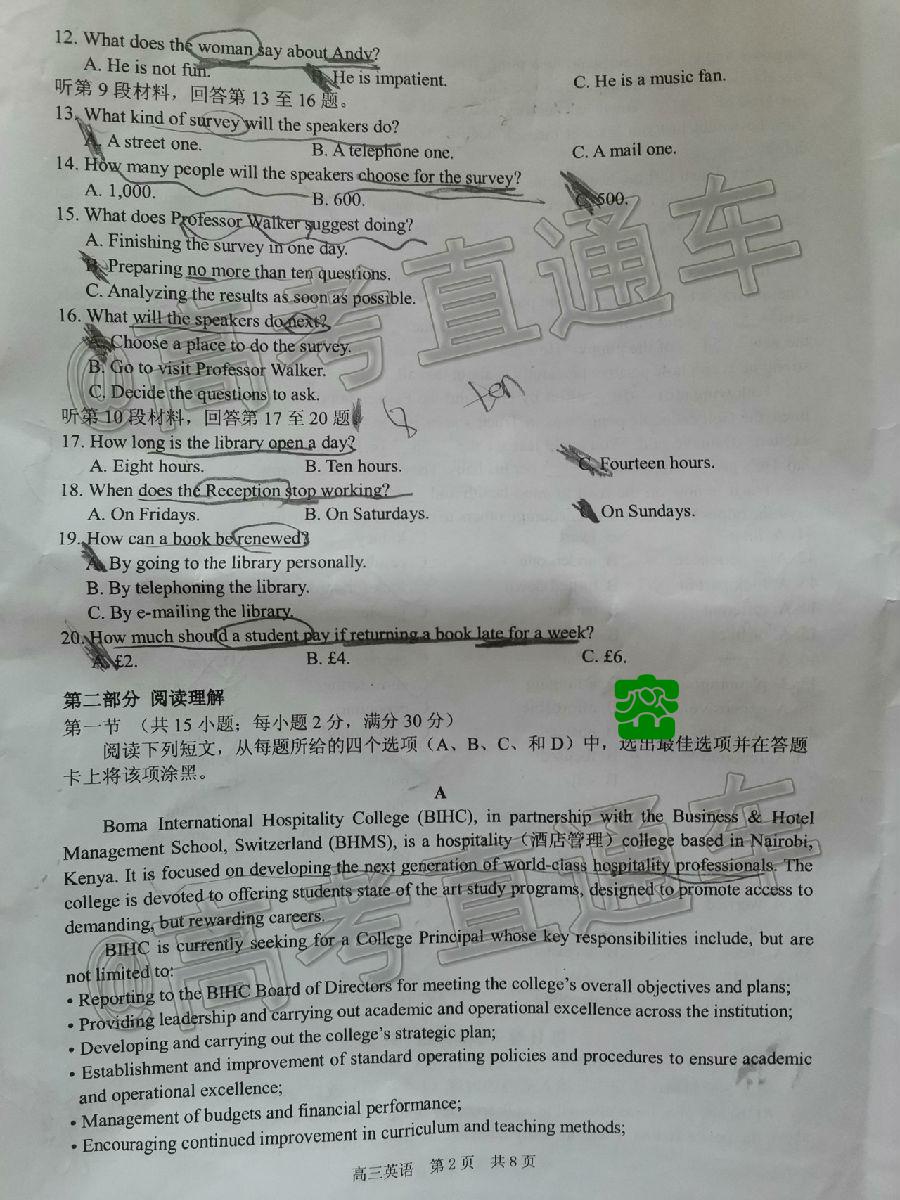 12. What does the woman say about Andy?
A. He is not fun. B. He is impatient. C. He is a music fan.
听第 9 段材料，回答第 13 至 16 题。
13. What kind of survey will the speakers do?
A. A street one. B. A telephone one. C. A mail one.
14. How many people will the speakers choose for the survey?
A. 1,000. B. 600. C. 500.
15. What does Professor Walker suggest doing?
A. Finishing the survey in one day.
B. Preparing no more than ten questions.
C. Analyzing the results as soon as possible.
16. What will the speakers do next?
A. Choose a place to do the survey.
B. Go to visit Professor Walker.
C. Decide the questions to ask.
听第 10 段材料，回答第 17 至 20 题
8 ten
17. How long is the library open a day?
A. Eight hours. B. Ten hours. C. Fourteen hours.
18. When does the Reception stop working?
A. On Fridays. B. On Saturdays. C. On Sundays.
19. How can a book be renewed?
A. By going to the library personally.
B. By telephoning the library.
C. By e-mailing the library.
20. How much should a student pay if returning a book late for a week?
A. £2. B. £4. C. £6.
第二部分 阅读理解
第一节 （共 15 小题；每小题 2 分，满分 30 分）
阅读下列短文，从每题所给的四个选项（A、B、C、和 D）中，选出最佳选项并在答题
卡上将该项涂黑。
A
Boma International Hospitality College (BIHC), in partnership with the Business & Hotel
Management School, Switzerland (BHMS), is a hospitality（酒店管理）college based in Nairobi,
Kenya. It is focused on developing the next generation of world-class hospitality professionals. The
college is devoted to offering students state of the art study programs, designed to promote access to
demanding, but rewarding careers.
BIHC is currently seeking for a College Principal whose key responsibilities include, but are
not limited to:
• Reporting to the BIHC Board of Directors for meeting the college's overall objectives and plans;
• Providing leadership and carrying out academic and operational excellence across the institution;
• Developing and carrying out the college's strategic plan;
• Establishment and improvement of standard operating policies and procedures to ensure academic
and operational excellence;
• Management of budgets and financial performance;
• Encouraging continued improvement in curriculum and teaching methods;
高三英语 第 2 页 共 8 页
@高考直通车
@高考直通车